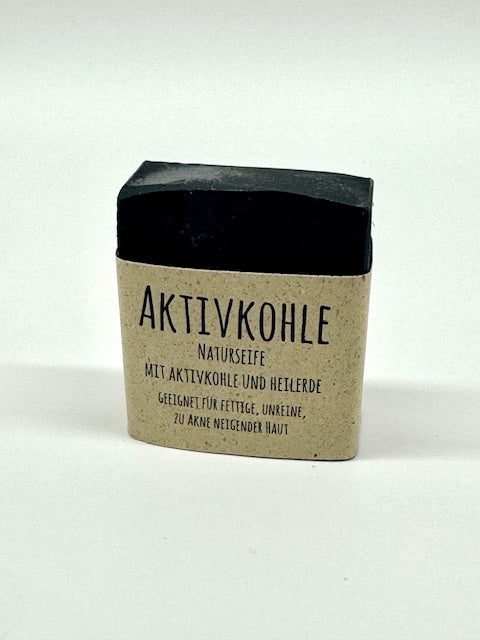 AKTIVKOHLE
NATURSEIFE
MIT AKTIVKOHLE UND HEILERDE
GEEIGNET FÜR FETTIGE, UNREINE,
ZU AKNE NEIGENDER HAUT